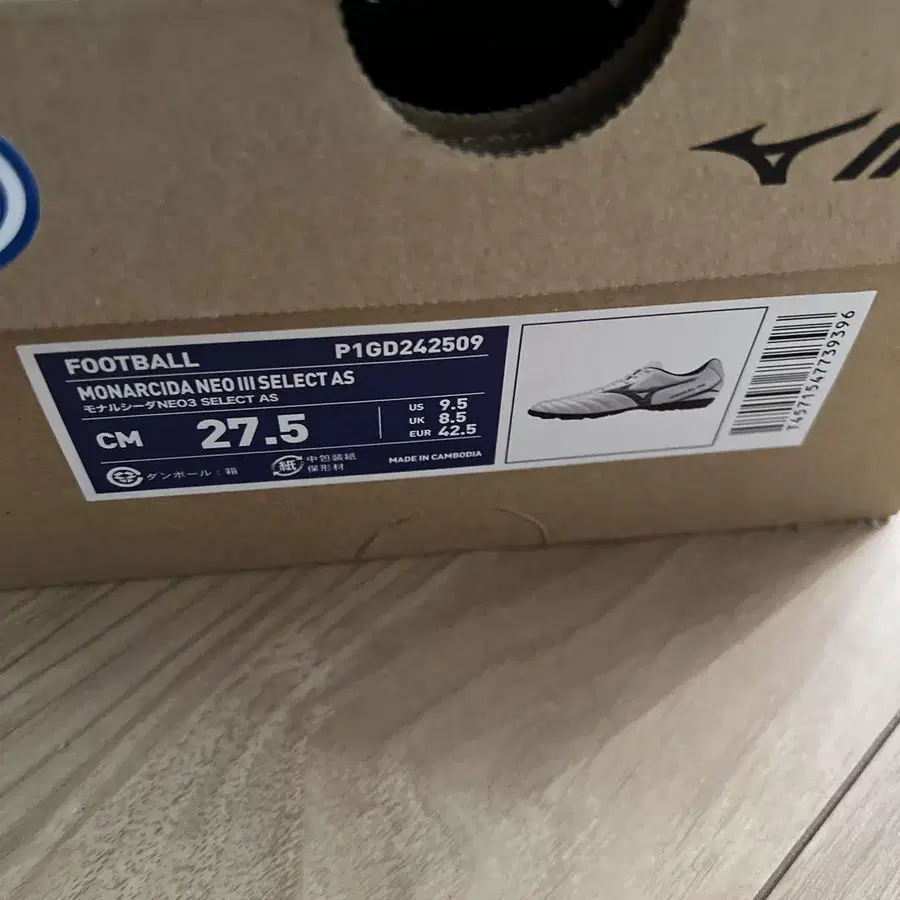 FOOTBALL
P1GD242509
MONARCIDA NEO III SELECT AS
モナルシーダNEO3 SELECT AS
CM 27.5
US 9.5
UK 8.5
EUR 42.5
ダンボール：箱
紙 中包装紙
保形材
MADE IN CAMBODIA